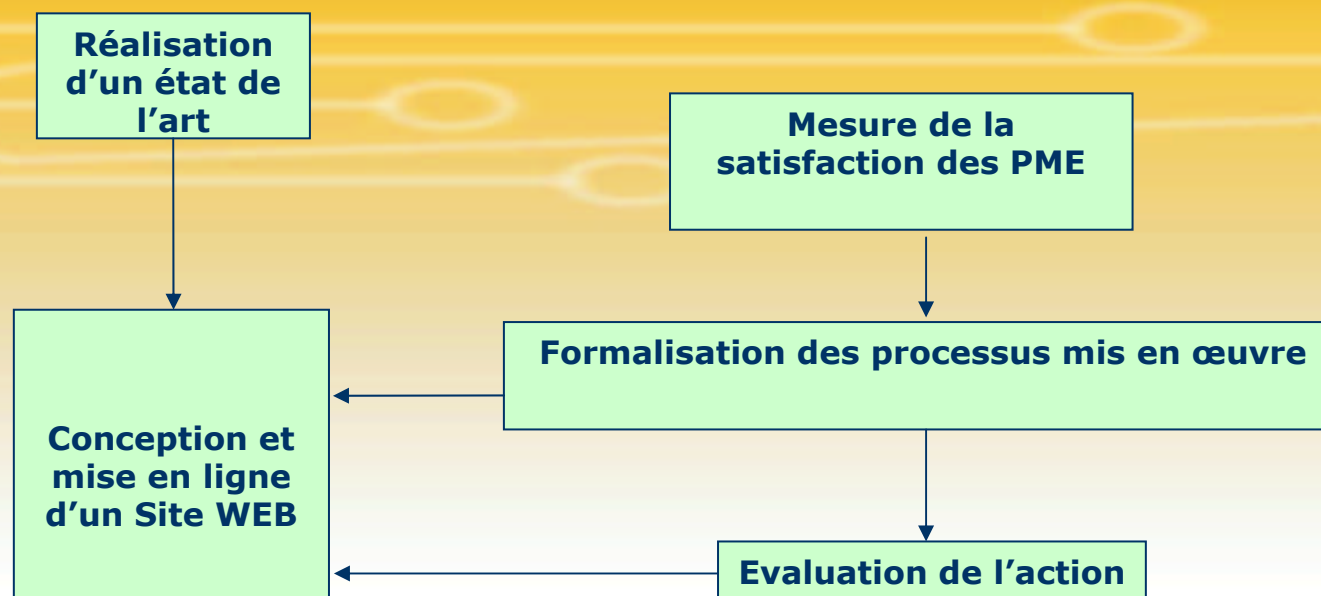 Réalisation
d’un état de
l’art
Mesure de la
satisfaction des PME
Formalisation des processus mis en œuvre
Conception et
mise en ligne
d’un Site WEB
Evaluation de l’action